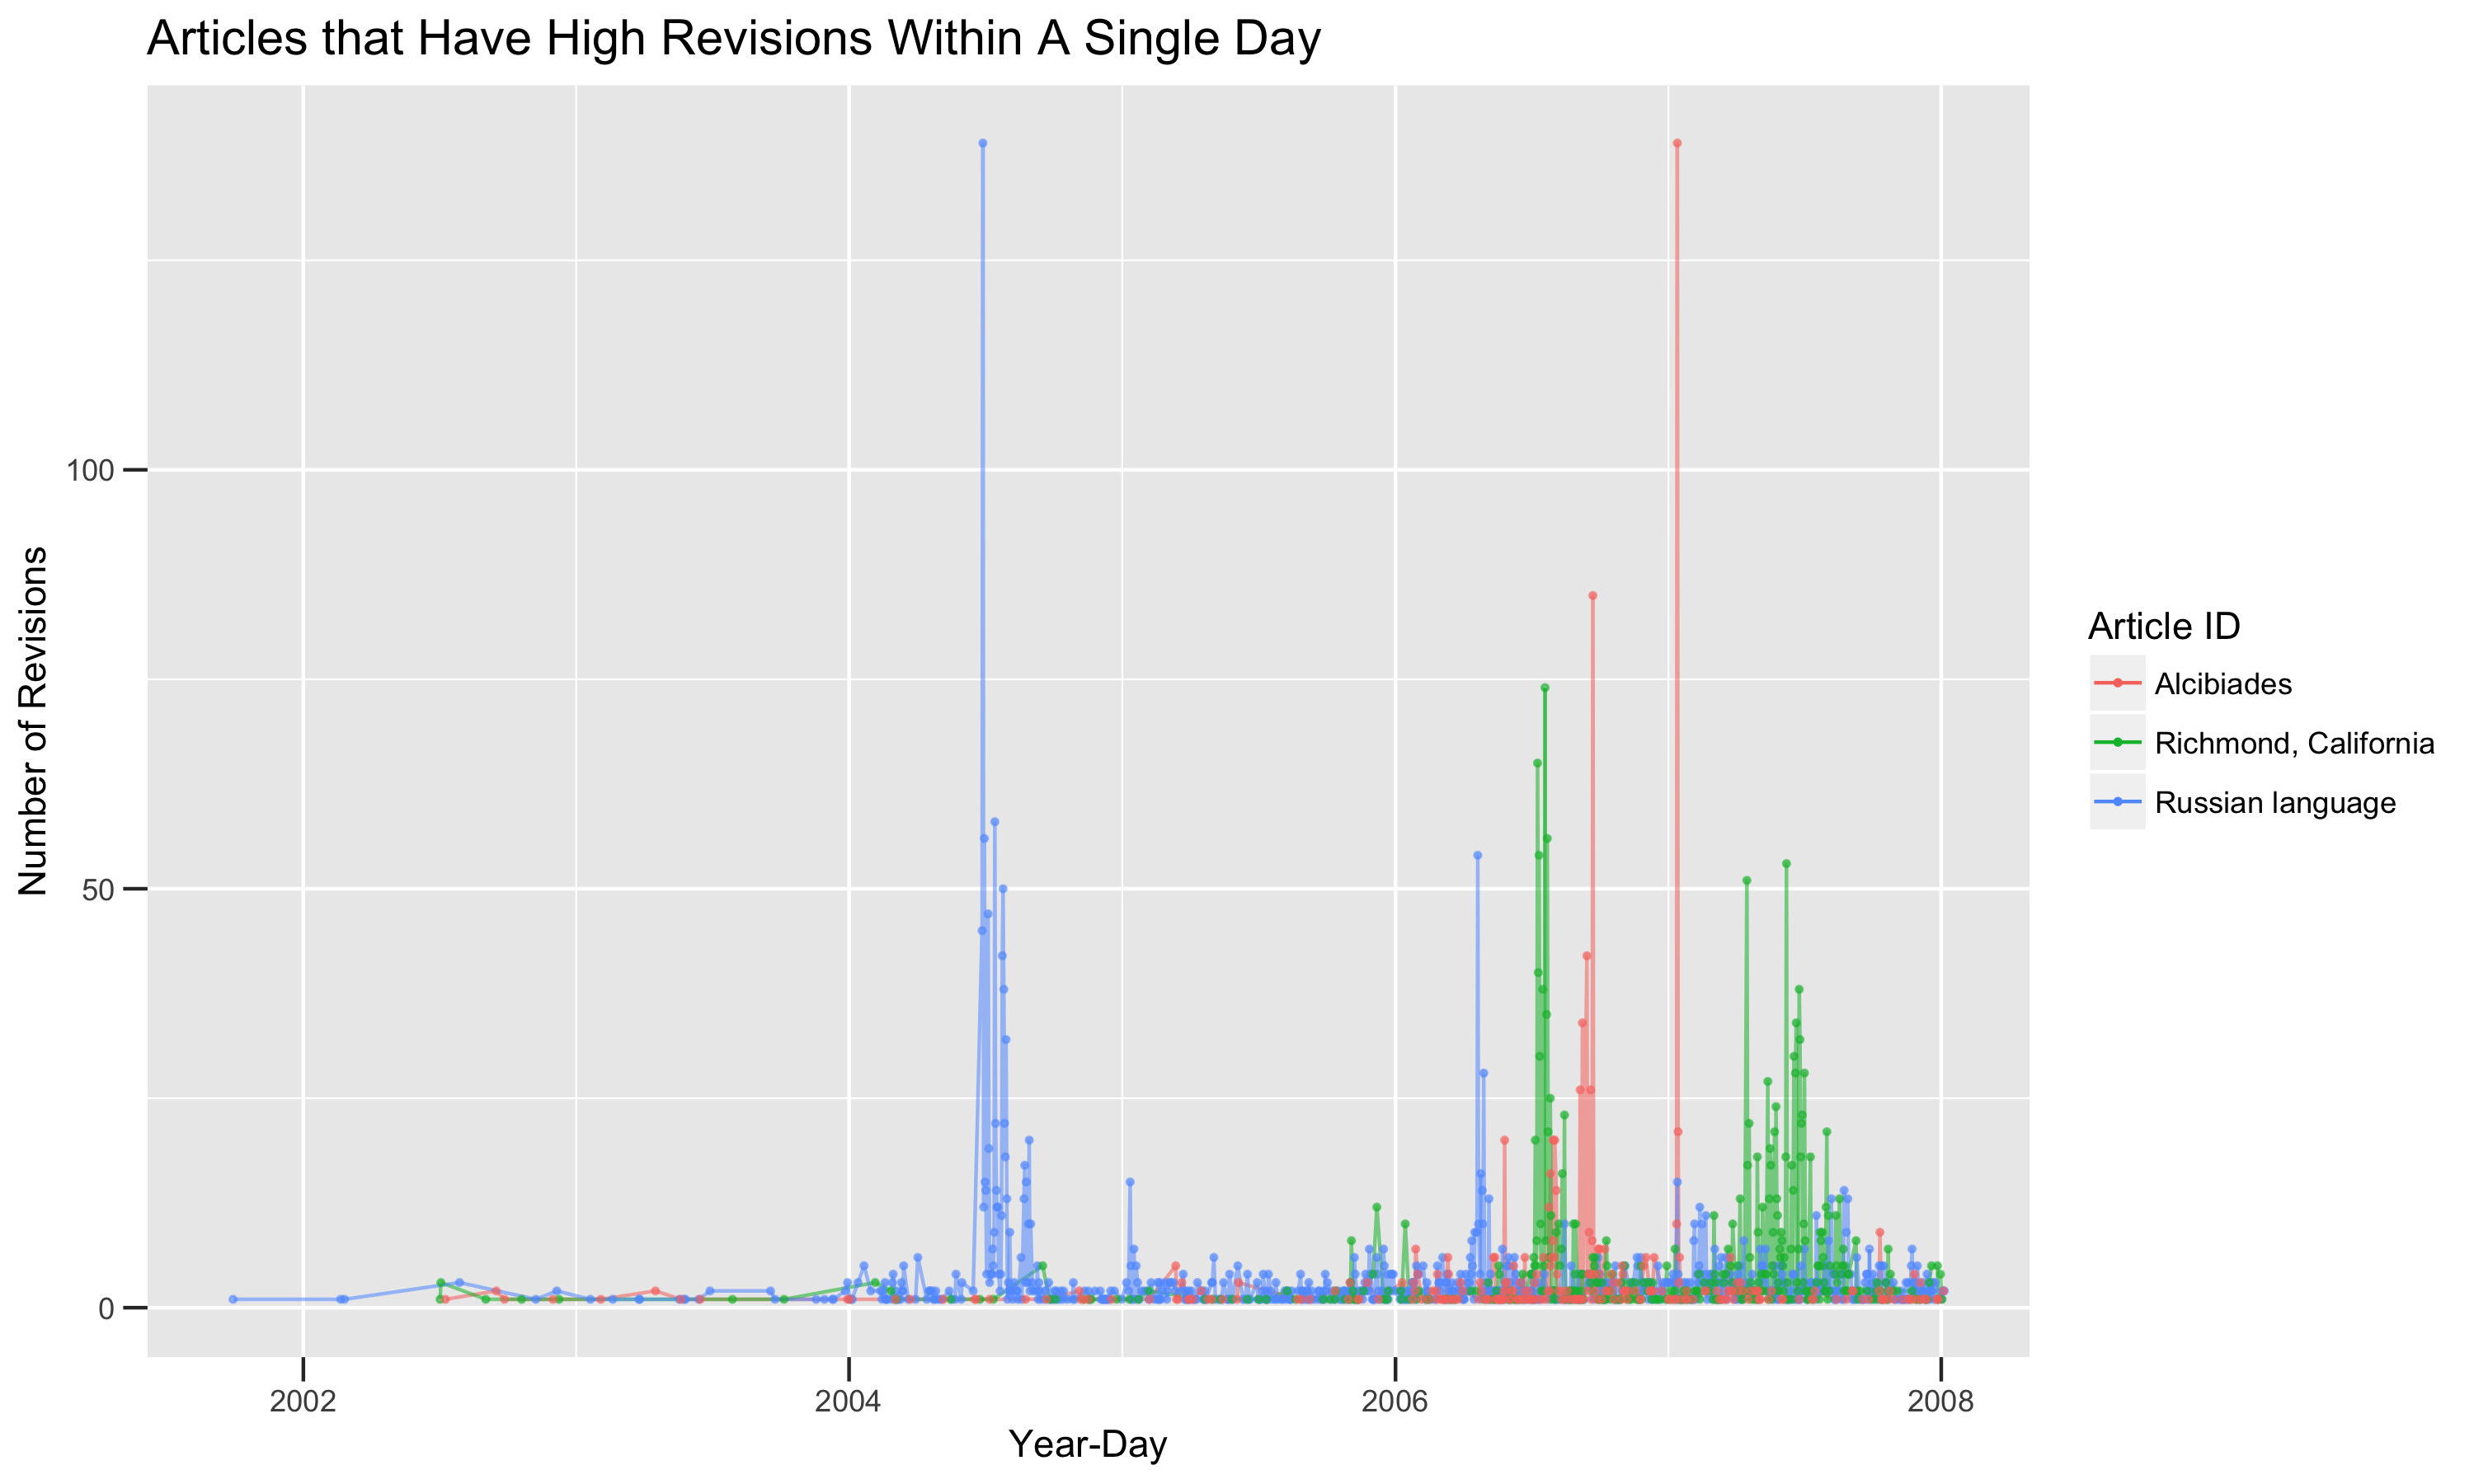 Articles that Have High Revisions Within A Single Day
Number of Revisions
100
50
0
2002
2004
2006
2008
Year-Day
Article ID
Alcibiades
Richmond, California
Russian language